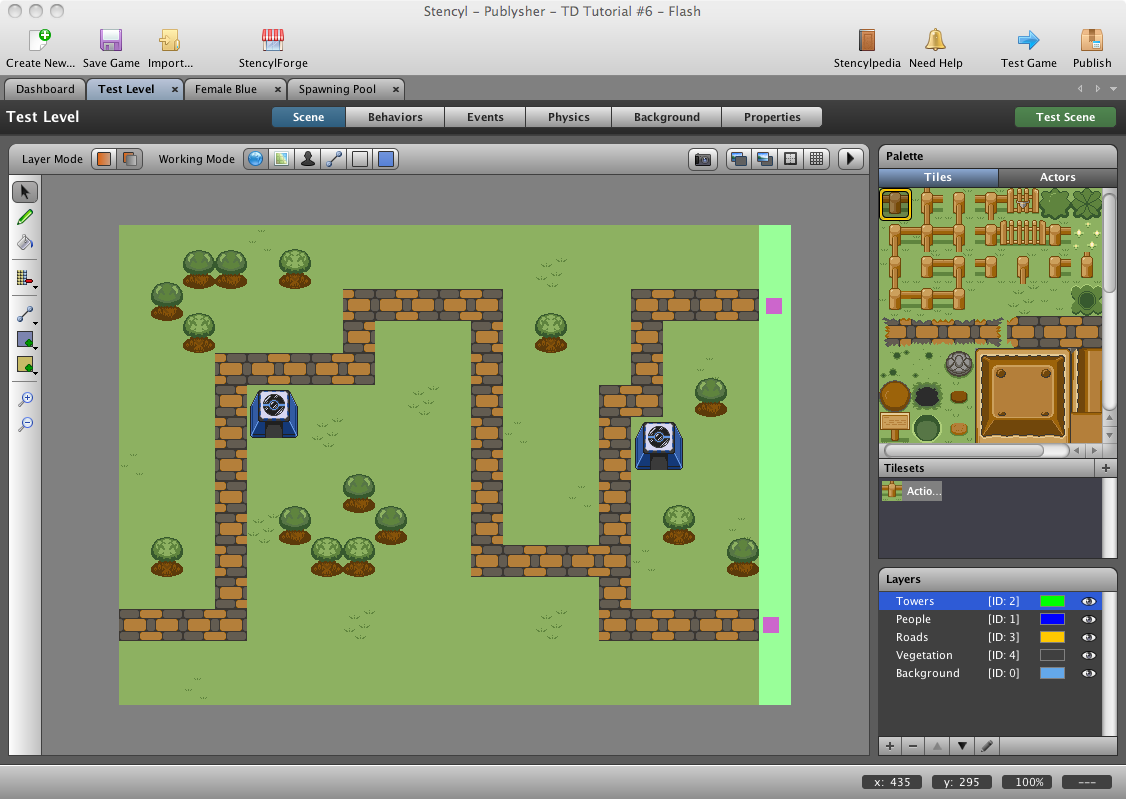 Stencyl – Publysher – TD Tutorial #6 – Flash
Create New... Save Game Import... StencylForge Stencylpedia Need Help Test Game Publish
Dashboard Test Level Female Blue Spawning Pool
Test Level Scene Behaviors Events Physics Background Properties Test Scene
Layer Mode Working Mode
Palette
Tiles Actors
Tilesets
Actio...
Layers
Towers [ID: 2]
People [ID: 1]
Roads [ID: 3]
Vegetation [ID: 4]
Background [ID: 0]
x: 435 y: 295 100% ---